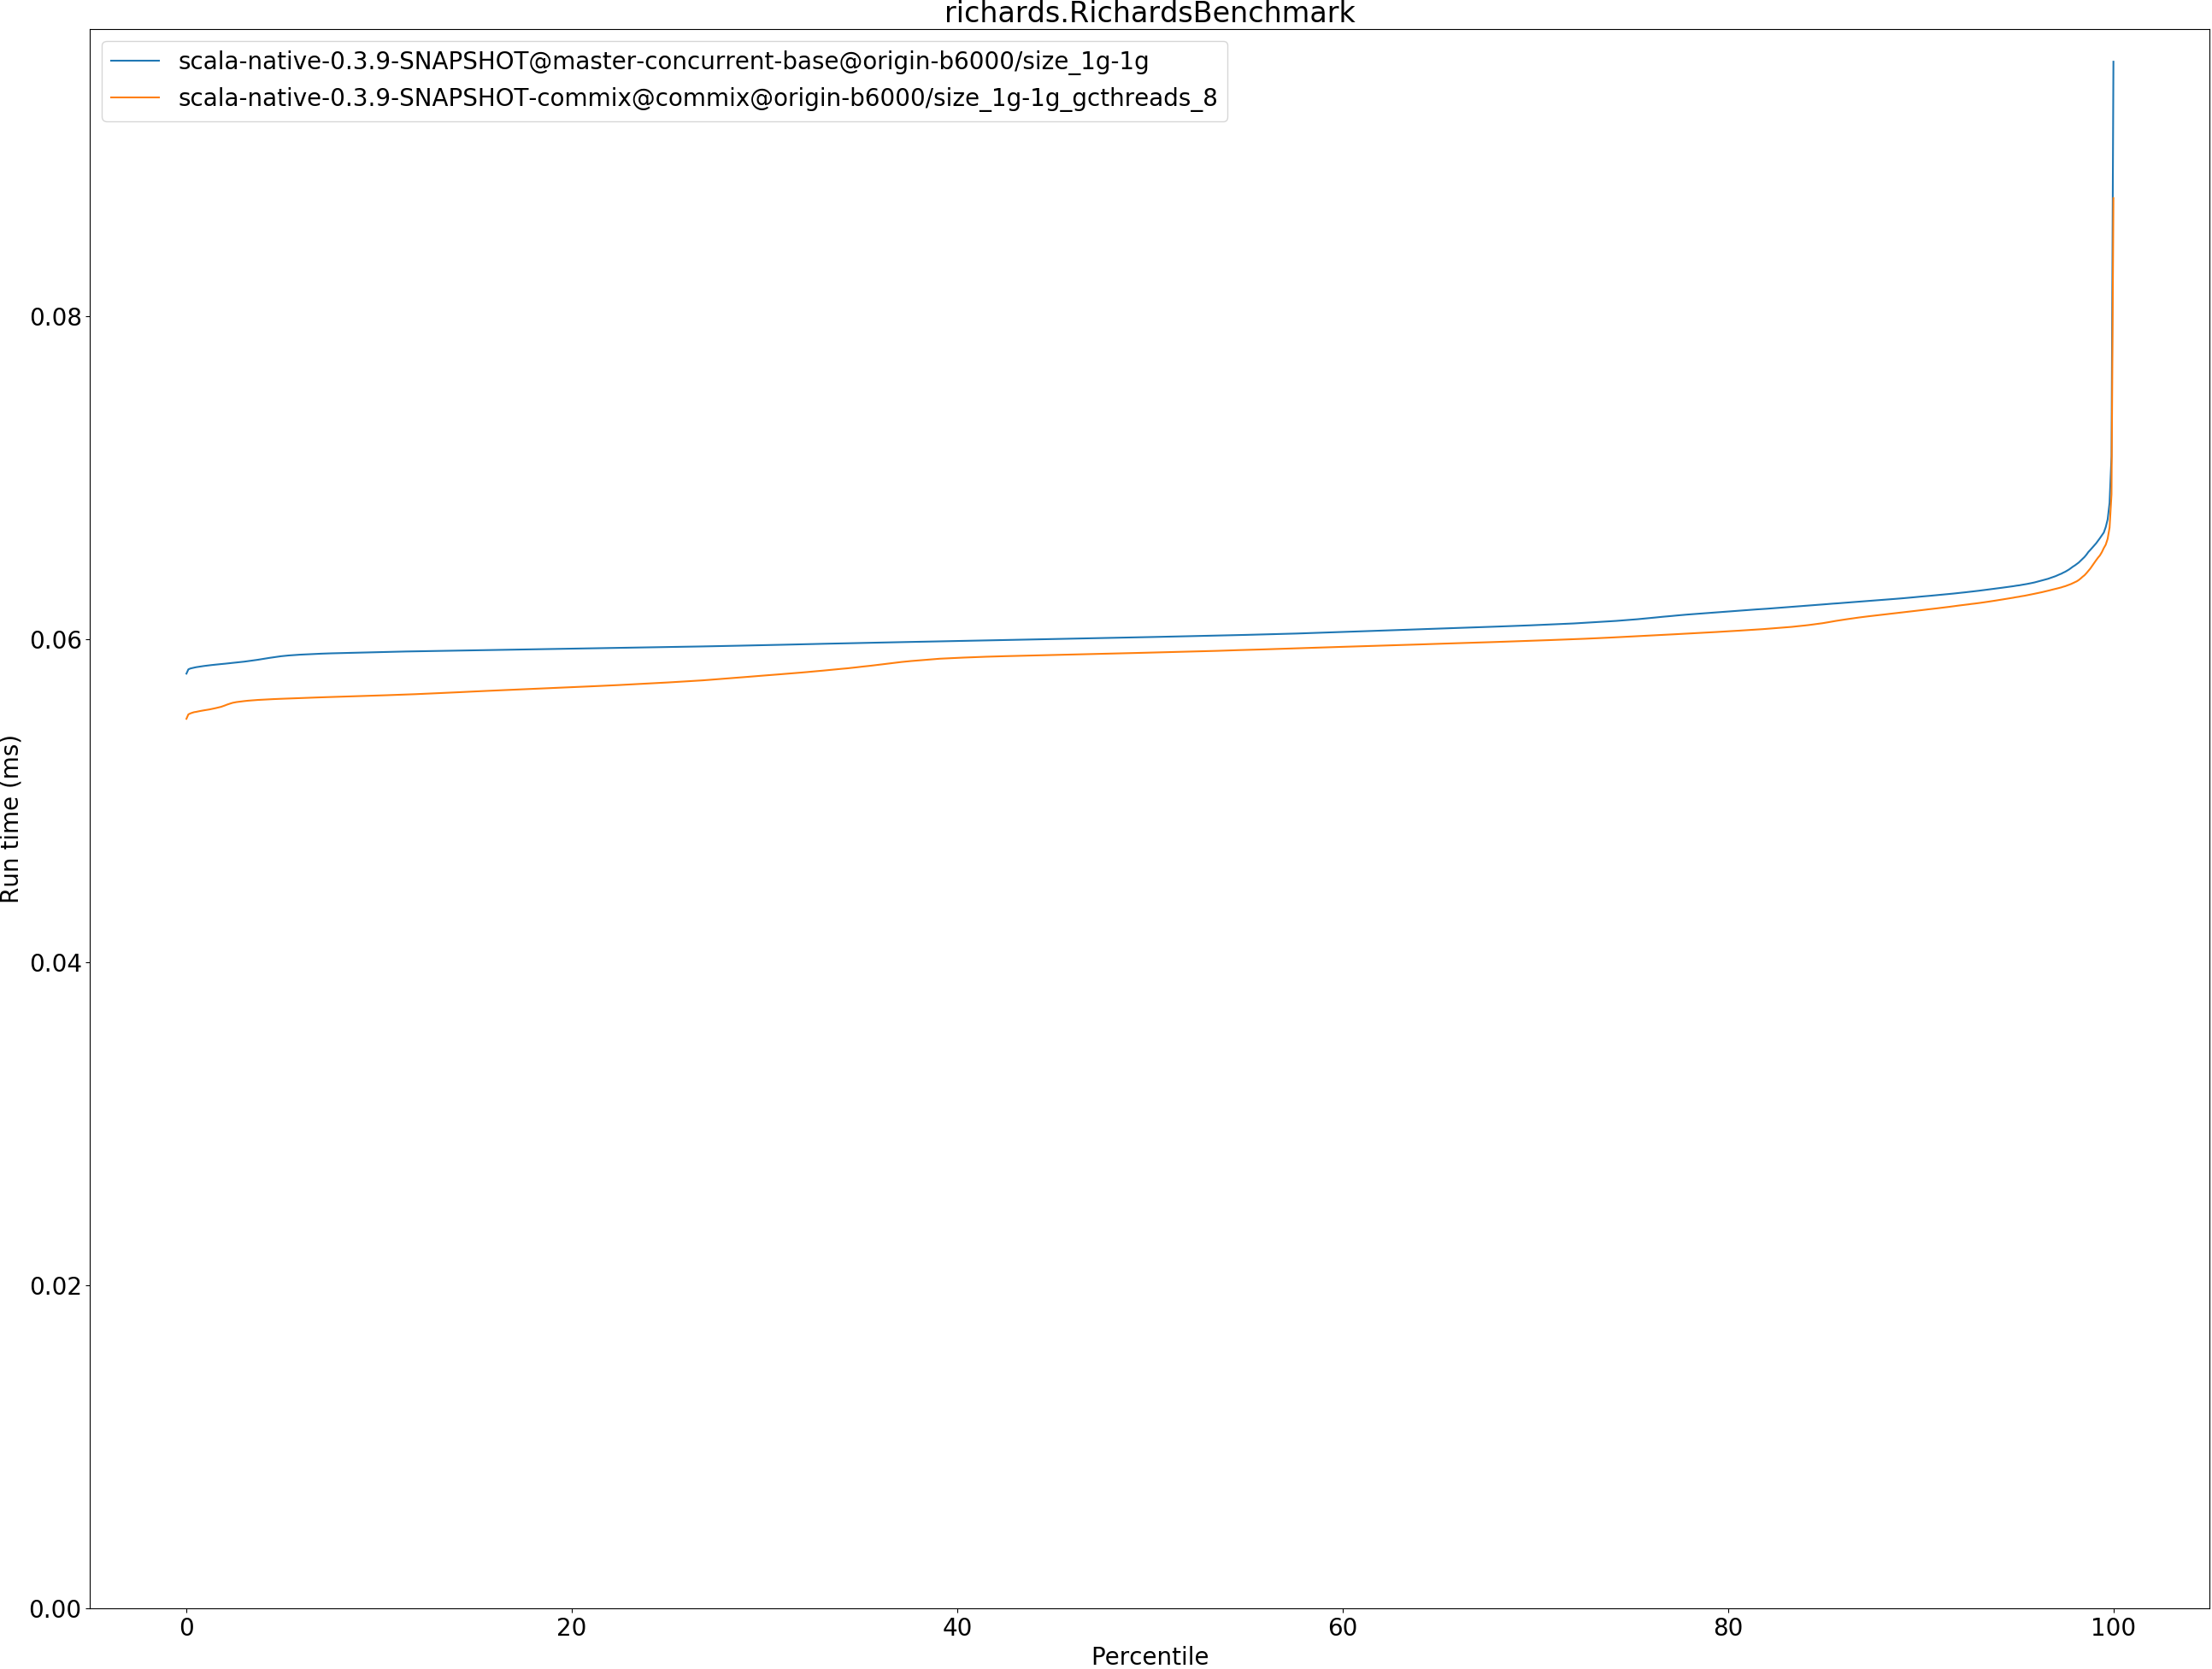 richards.RichardsBenchmark
scala-native-0.3.9-SNAPSHOT@master-concurrent-base@origin-b6000/size_1g-1g
scala-native-0.3.9-SNAPSHOT-commix@commix@origin-b6000/size_1g-1g_gcthreads_8
0.08
0.06
0.04
0.02
0.00
Run time (ms)
0 20 40 60 80 100
Percentile